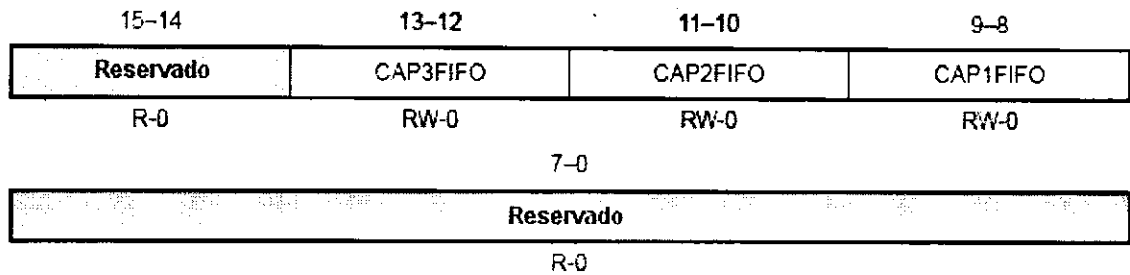 15–14 13–12 11–10 9–8
Reservado CAP3FIFO CAP2FIFO CAP1FIFO
R-0 RW-0 RW-0 RW-0
7–0
Reservado
R-0